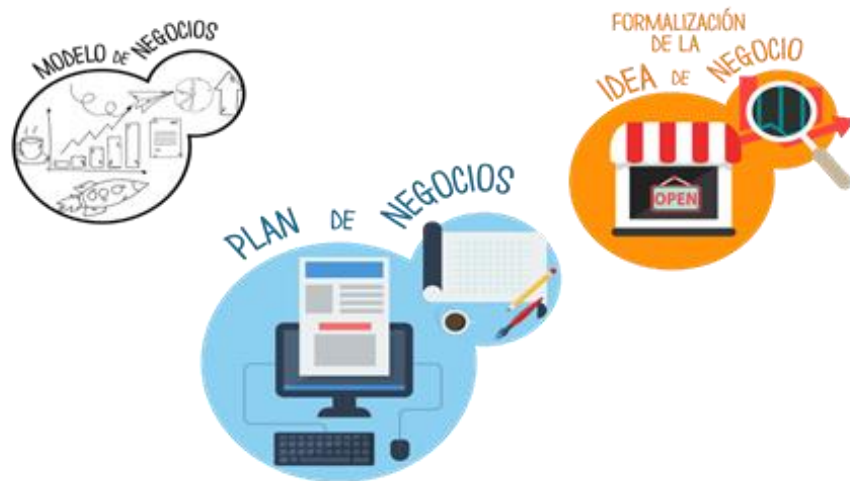 MODELO DE NEGOCIOS
FORMALIZACIÓN
DE LA
IDEA DE NEGOCIO
OPEN
PLAN DE NEGOCIOS